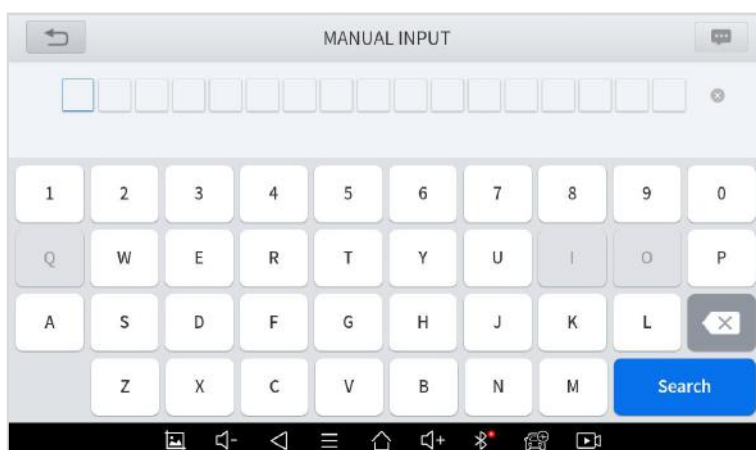 MANUAL INPUT
1 2 3 4 5 6 7 8 9 0
Q W E R T Y U I O P
A S D F G H J K L
Z X C V B N M Search